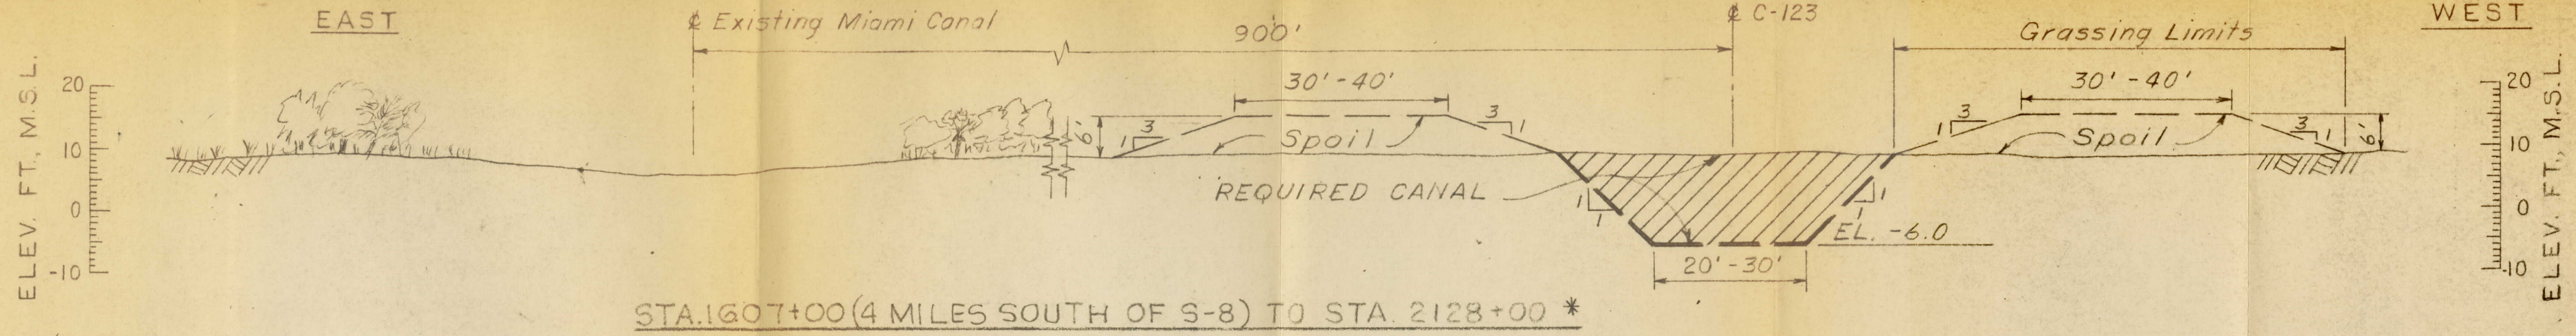 EAST
℄ Existing Miami Canal
900'
℄ C-123
Grassing Limits
WEST
ELEV. FT., M.S.L.
20
10
0
-10
30'-40'
6'
1
3
Spoil
3
1
REQUIRED CANAL
1
1
20'-30'
1
1
EL. -6.0
1
3
30'-40'
Spoil
3
1
6'
20
10
0
-10
ELEV. FT., M.S.L.
STA. 1607+00 (4 MILES SOUTH OF S-8) TO STA. 2128+00 *